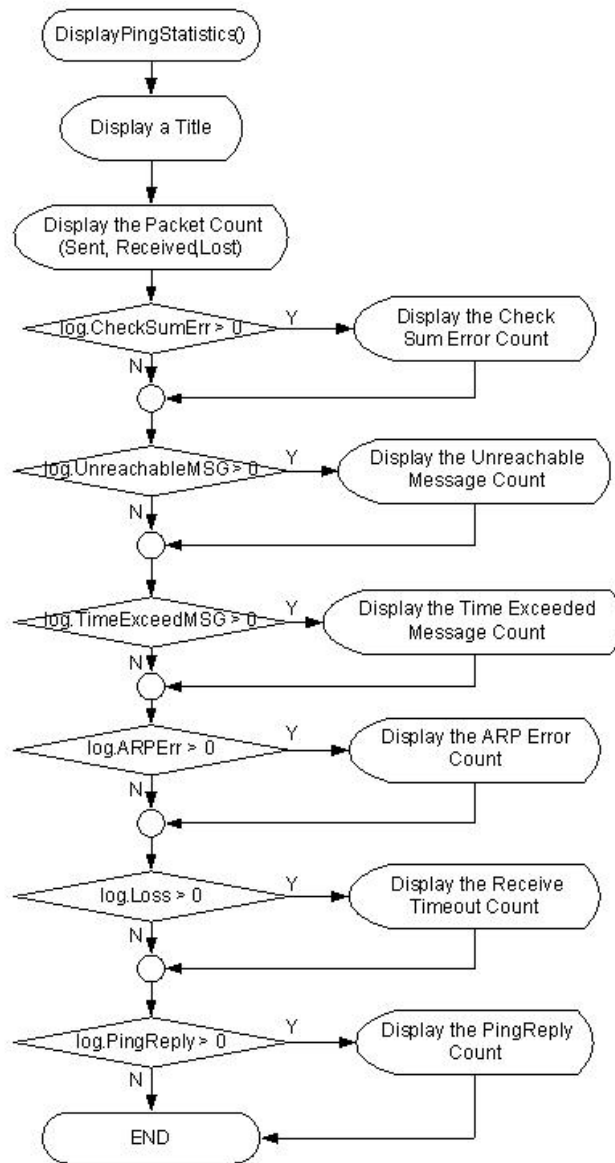 DisplayPingStatistics()
Display a Title
Display the Packet Count
(Sent, Received,Lost)
log.CheckSumErr > 0
Y
Display the Check
Sum Error Count
N
log.UnreachableMSG > 0
Y
Display the Unreachable
Message Count
N
log.TimeExceedMSG > 0
Y
Display the Time Exceeded
Message Count
N
log.ARPErr > 0
Y
Display the ARP Error
Count
N
log.Loss > 0
Y
Display the Receive
Timeout Count
N
log.PingReply > 0
Y
Display the PingReply
Count
N
END